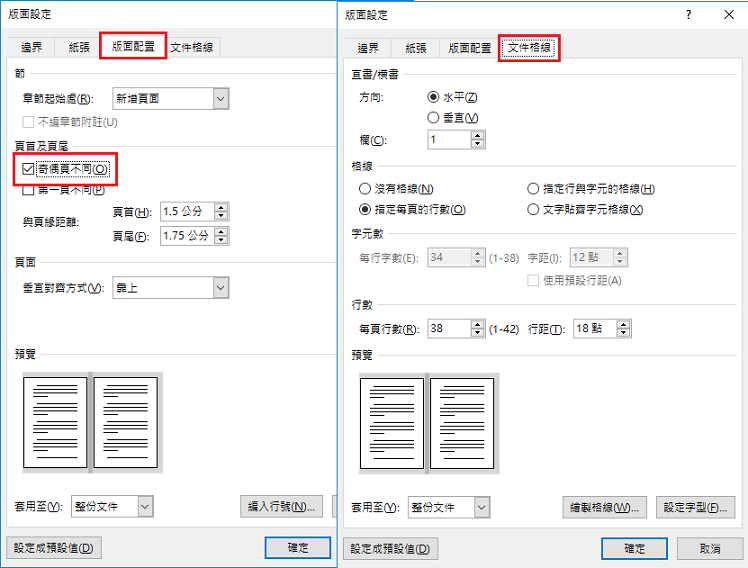 版面設定
邊界 紙張 版面配置 文件格線
節
章節起始處(R): 新增頁面
不編章節附註(U)
頁首及頁尾
奇偶頁不同(O)
第一頁不同(P)
與頁緣距離: 頁首(H): 1.5 公分
頁尾(F): 1.75 公分
頁面
垂直對齊方式(V): 靠上
預覽
套用至(Y): 整份文件 編入行號(N)...
設定成預設值(D) 確定
版面設定 ?
邊界 紙張 版面配置 文件格線
直書/橫書
方向: 水平(Z)
垂直(V)
欄(C): 1
格線
沒有格線(N) 指定行與字元的格線(H)
指定每頁的行數(O) 文字貼齊字元格線(X)
字元數
每行字數(E): 34 (1-38) 字距(I): 12 點
使用預設行距(A)
行數
每頁行數(R): 38 (1-42) 行距(T): 18 點
預覽
套用至(Y): 整份文件 繪製格線(W)... 設定字型(F)...
設定成預設值(D) 確定 取消